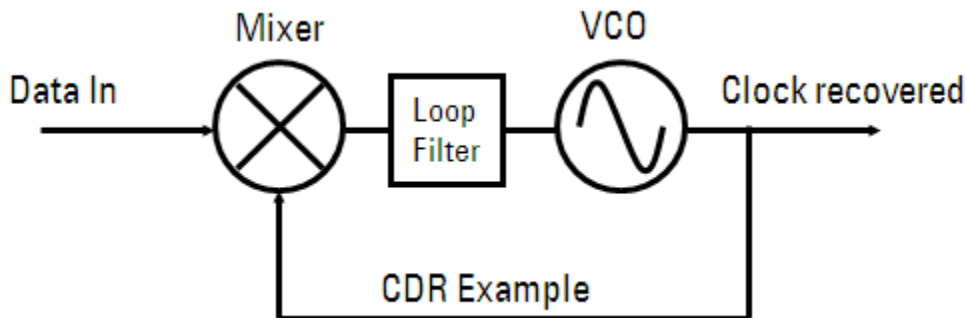 Mixer
VCO
Data In
Clock recovered
Loop
Filter
CDR Example